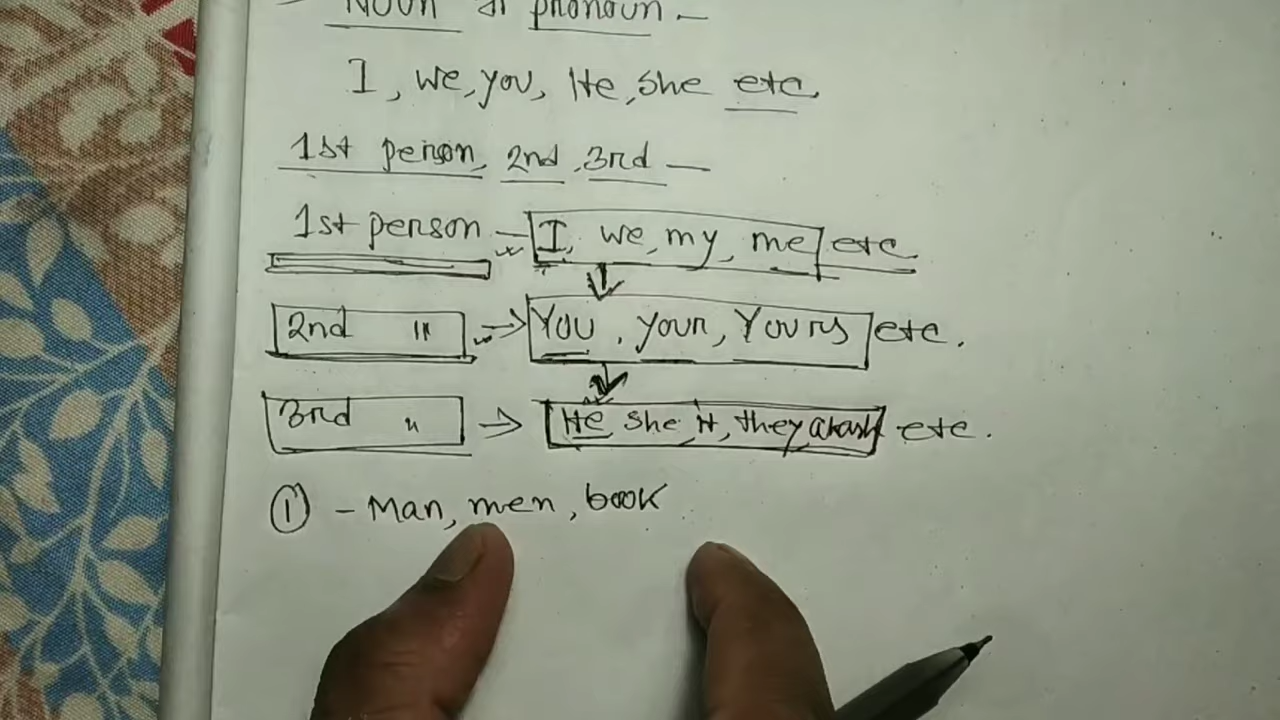 Noun বা pronoun —
I, we, you, He, she etc.
1st person, 2nd, 3rd —
1st person — I, we, my, me etc
2nd " ⇒ You, your, Yours etc.
3rd " ⇒ He, she, it, they, akash etc.
① - Man, men, book